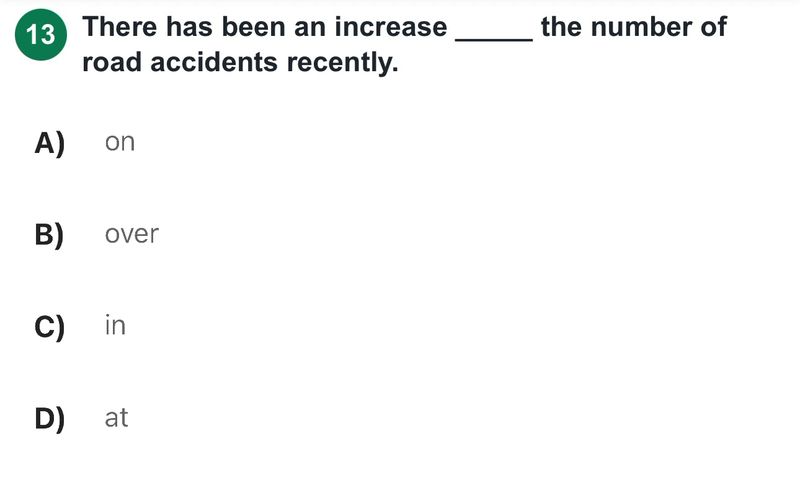 13 There has been an increase _____ the number of
road accidents recently.
A) on
B) over
C) in
D) at